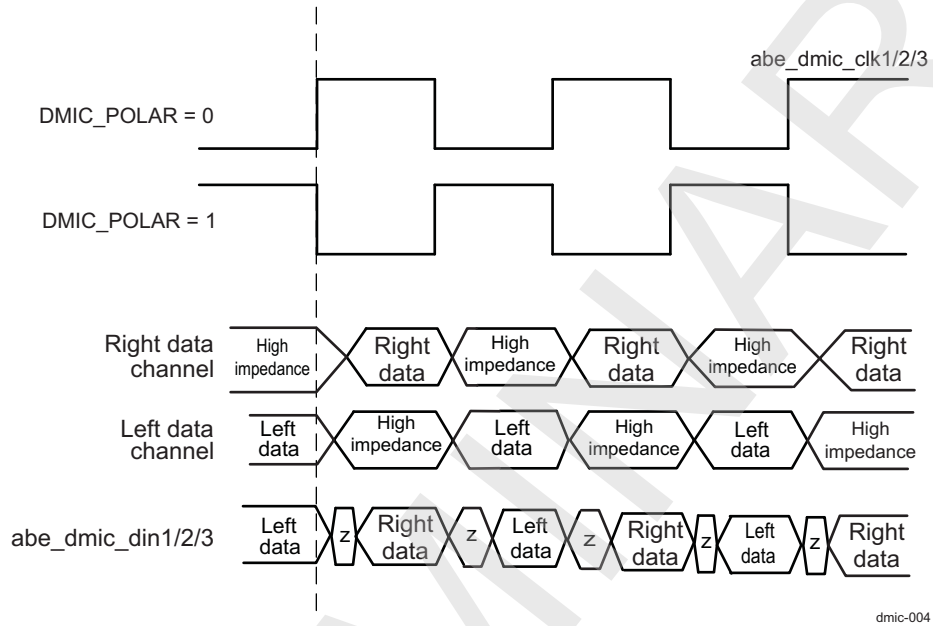 abe_dmic_clk1/2/3
DMIC_POLAR = 0
DMIC_POLAR = 1
Right data
channel
High
impedance
Right
data
High
impedance
Right
data
High
impedance
Right
data
Left data
channel
Left
data
High
impedance
Left
data
High
impedance
Left
data
High
impedance
abe_dmic_din1/2/3
Left
data
z
Right
data
z
Left
data
z
Right
data
z
Left
data
z
Right
data
dmic-004
MINAR